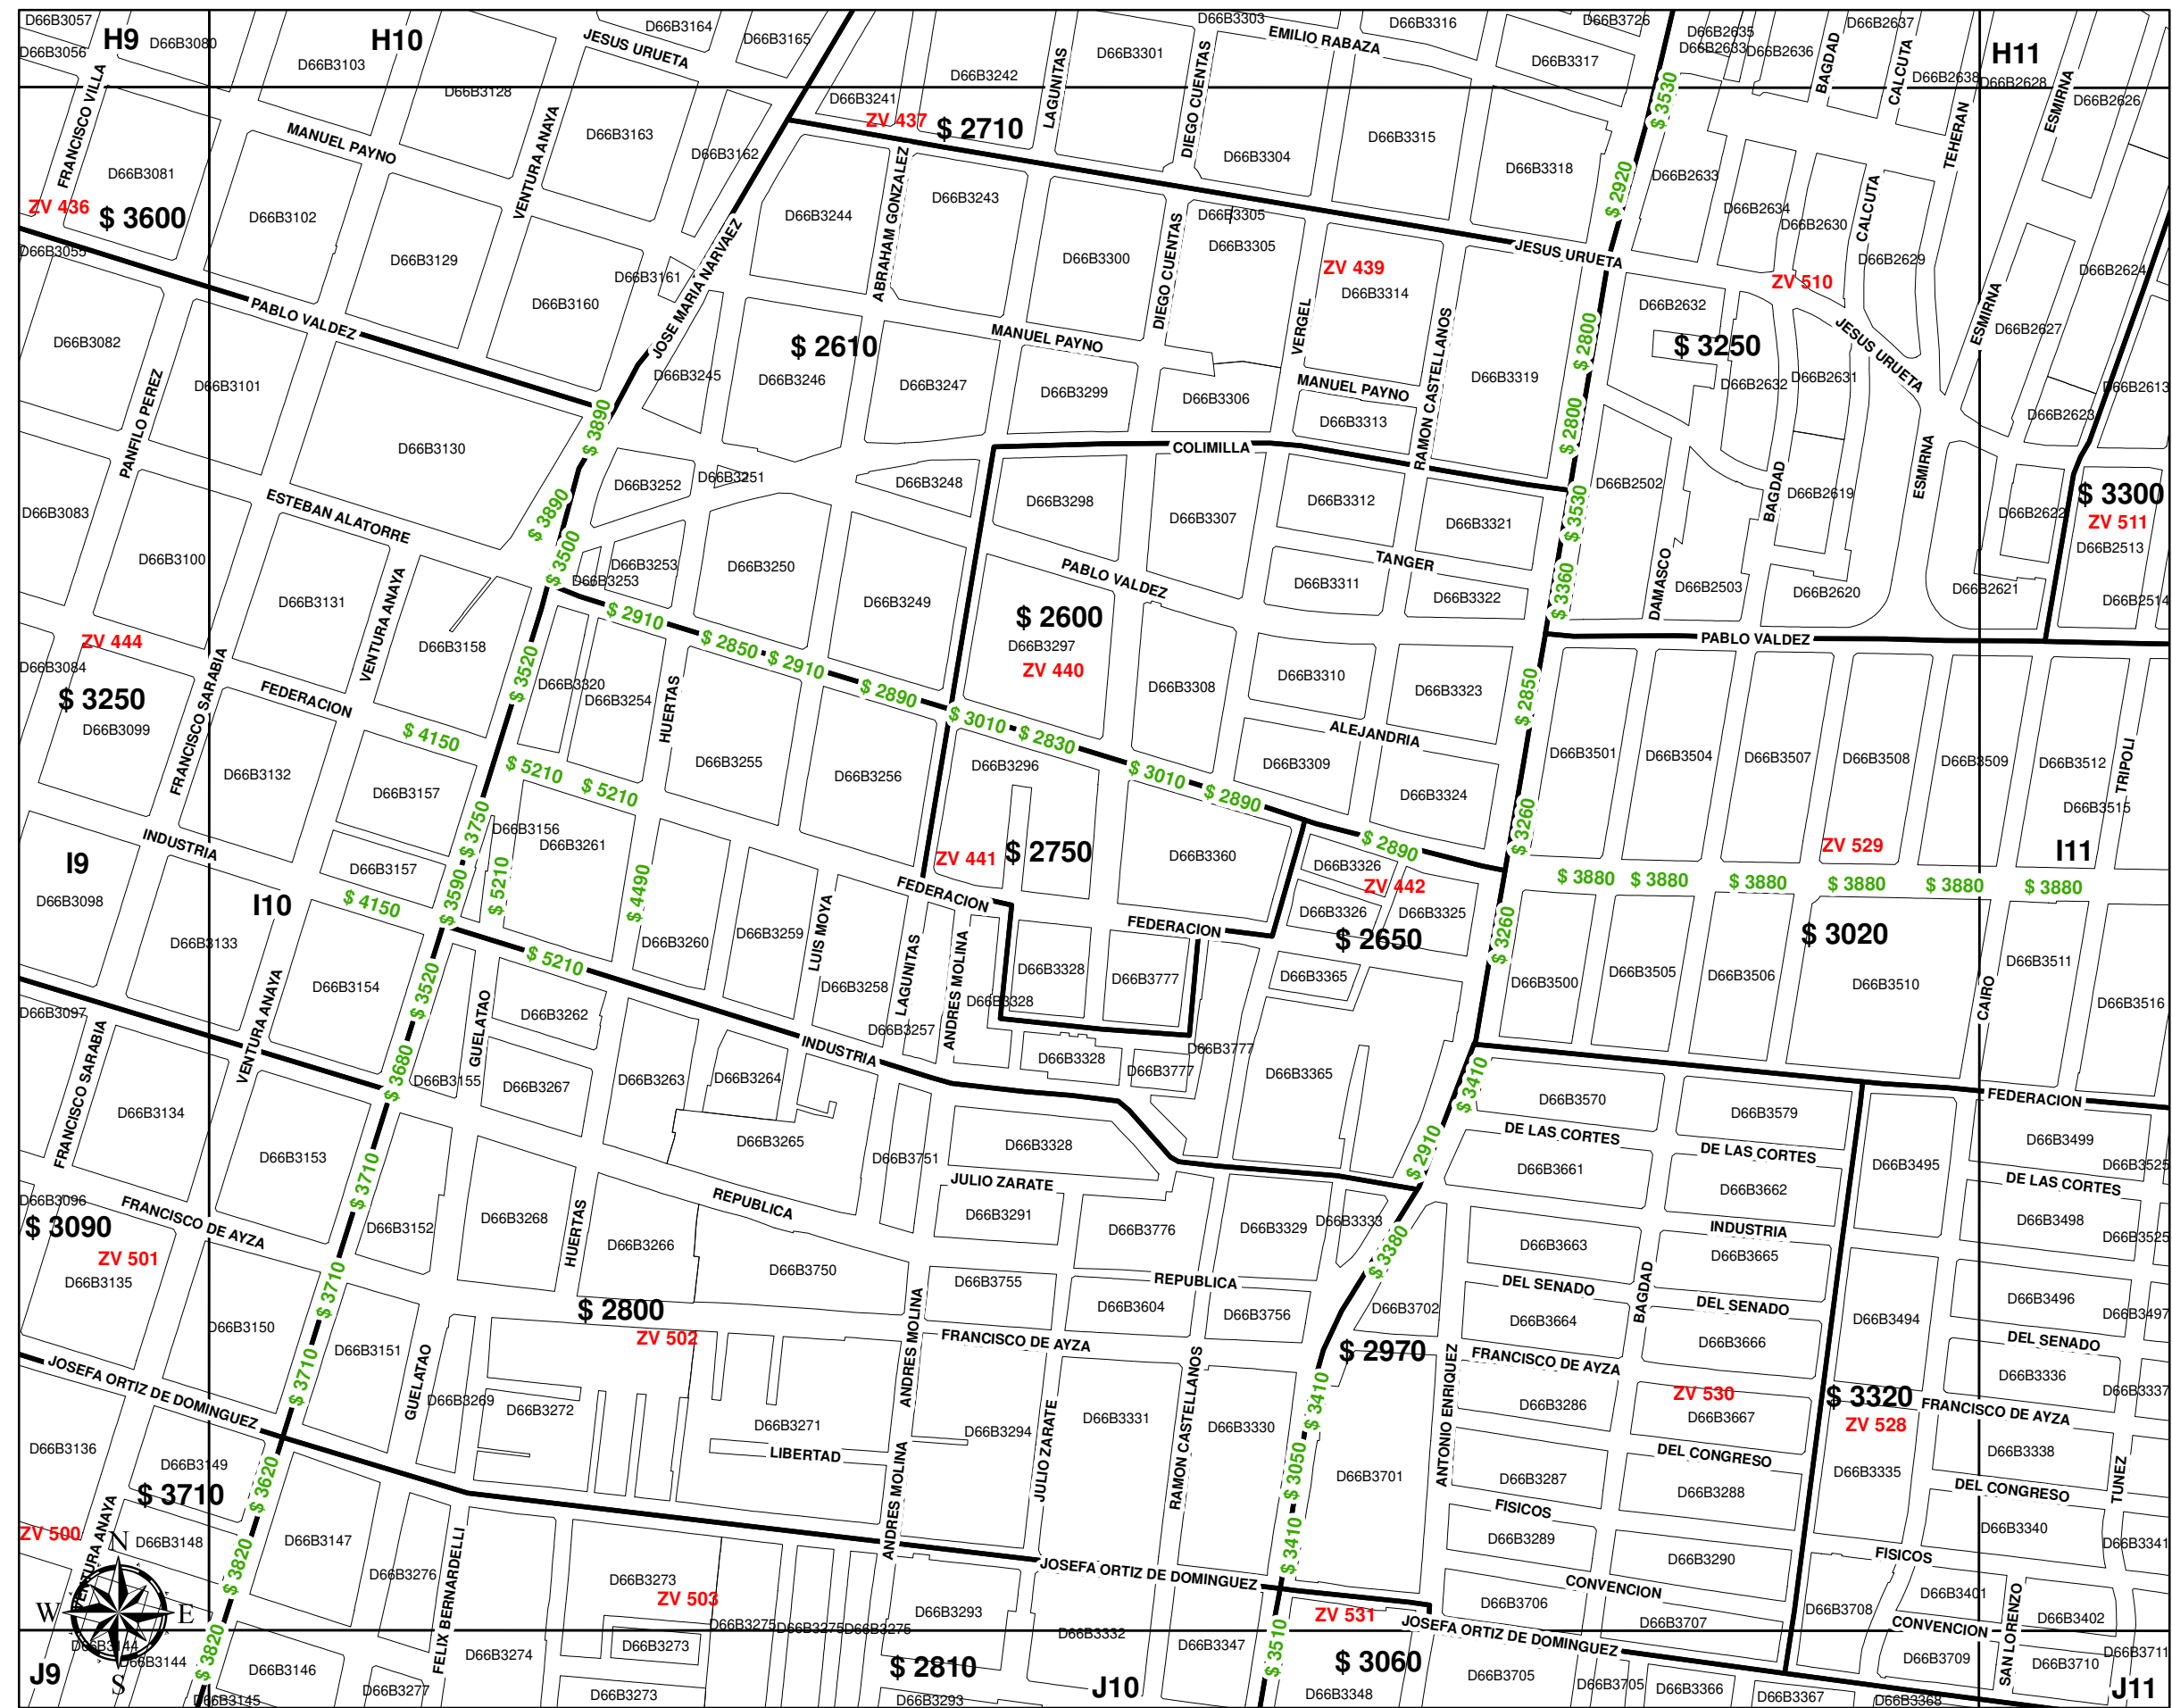 D66B3057
D66B3056
H9
D66B3080
H10
D66B3103
D66B3128
JESUS URUETA
D66B3164
D66B3165
D66B3242
D66B3241
LAGUNITAS
D66B3301
D66B3303
DIEGO CUENTAS
EMILIO RABAZA
D66B3316
D66B3317
D66B3726
D66B2635
D66B2633
D66B2636
D66B2637
BAGDAD
CALCUTA
D66B2638
H11
D66B2628
D66B2626
FRANCISCO VILLA
MANUEL PAYNO
VENTURA ANAYA
D66B3163
D66B3162
ZV 437
$ 2710
D66B3304
D66B3315
D66B3318
$ 3530
$ 2920
D66B2633
TEHERAN
ESMIRNA
D66B3081
ZV 436
$ 3600
D66B3102
D66B3129
D66B3160
D66B3161
JOSE MARIA NARVAEZ
D66B3244
ABRAHAM GONZALEZ
D66B3243
D66B3300
DIEGO CUENTAS
D66B3305
D66B3305
ZV 439
D66B3314
JESUS URUETA
D66B2634
D66B2630
CALCUTA
D66B2629
ZV 510
D66B2624
D66B3055
D66B3082
PABLO VALDEZ
D66B3101
PANFILO PEREZ
D66B3130
$ 3890
D66B3245
$ 2610
D66B3246
D66B3247
MANUEL PAYNO
D66B3299
D66B3306
VERGEL
MANUEL PAYNO
D66B3313
RAMON CASTELLANOS
D66B3319
$ 2800
$ 2800
D66B2632
$ 3250
D66B2632
D66B2631
JESUS URUETA
ESMIRNA
D66B2627
D66B2623
D66B2613
D66B3083
D66B3100
ESTEBAN ALATORRE
$ 3890
$ 3500
D66B3252
D66B3251
D66B3248
COLIMILLA
D66B3298
D66B3307
D66B3312
D66B3321
$ 3530
D66B2502
BAGDAD
D66B2619
ESMIRNA
D66B2622
$ 3300
ZV 511
D66B2513
D66B3131
VENTURA ANAYA
D66B3158
D66B3253
D66B3253
D66B3250
D66B3249
PABLO VALDEZ
TANGER
D66B3311
D66B3322
$ 3360
DAMASCO
D66B2503
D66B2620
D66B2621
D66B2514
ZV 444
D66B3084
$ 3250
D66B3099
FRANCISCO SARABIA
FEDERACION
$ 4150
$ 3520
D66B3320
D66B3254
HUERTAS
$ 2910
$ 2850
$ 2910
$ 2890
$ 2600
D66B3297
ZV 440
D66B3308
D66B3310
D66B3323
ALEJANDRIA
$ 2850
PABLO VALDEZ
D66B3132
D66B3157
$ 5210
$ 5210
D66B3255
D66B3256
$ 3010
$ 2830
D66B3296
$ 3010
$ 2890
D66B3309
D66B3324
D66B3501
D66B3504
D66B3507
D66B3508
D66B3509
D66B3512
TRIPOLI
D66B3515
INDUSTRIA
I9
D66B3098
D66B3157
$ 3750
D66B3156
D66B3261
$ 5210
$ 4490
ZV 441
$ 2750
D66B3360
$ 2890
D66B3326
ZV 442
$ 3260
ZV 529
I11
I10
$ 4150
$ 3590
D66B3133
D66B3260
D66B3259
LUIS MOYA
FEDERACION
FEDERACION
D66B3326
D66B3325
$ 2650
$ 3260
$ 3880
$ 3880
$ 3880
$ 3880
$ 3880
$ 3880
$ 3020
D66B3154
VENTURA ANAYA
$ 3520
$ 5210
D66B3262
GUELATAO
D66B3258
LAGUNITAS
D66B3257
ANDRES MOLINA
D66B3328
D66B3328
D66B3777
D66B3365
D66B3500
D66B3505
D66B3506
D66B3510
CAIRO
D66B3511
D66B3516
D66B3097
FRANCISCO SARABIA
D66B3134
$ 3680
D66B3155
D66B3267
D66B3263
D66B3264
INDUSTRIA
D66B3328
D66B3777
D66B3777
D66B3365
$ 3410
D66B3570
D66B3579
FEDERACION
D66B3153
D66B3265
D66B3751
D66B3328
DE LAS CORTES
DE LAS CORTES
D66B3495
D66B3499
D66B3096
$ 3090
ZV 501
FRANCISCO DE AYZA
$ 3710
D66B3152
D66B3268
HUERTAS
D66B3266
REPUBLICA
JULIO ZARATE
D66B3291
D66B3776
D66B3329
D66B3333
$ 2910
D66B3661
D66B3662
D66B3525
DE LAS CORTES
D66B3498
D66B3525
D66B3135
$ 3710
D66B3150
D66B3750
D66B3755
REPUBLICA
D66B3604
D66B3756
$ 3380
D66B3702
D66B3663
INDUSTRIA
D66B3665
DEL SENADO
DEL SENADO
BAGDAD
D66B3496
D66B3497
$ 2800
ZV 502
D66B3151
GUELATAO
ANDRES MOLINA
FRANCISCO DE AYZA
$ 2970
D66B3664
D66B3666
D66B3494
DEL SENADO
JOSEFA ORTIZ DE DOMINGUEZ
$ 3710
D66B3269
D66B3272
D66B3271
LIBERTAD
D66B3294
JULIO ZARATE
D66B3331
RAMON CASTELLANOS
D66B3330
$ 3410
ANTONIO ENRIQUEZ
FRANCISCO DE AYZA
D66B3286
ZV 530
D66B3667
$ 3320
ZV 528
FRANCISCO DE AYZA
D66B3336
D66B3337
D66B3136
D66B3149
$ 3710
$ 3620
ANDRES MOLINA
$ 3050
D66B3701
D66B3287
DEL CONGRESO
D66B3288
D66B3335
D66B3338
DEL CONGRESO
TUNEZ
ZV 500
VENTURA ANAYA
N
D66B3148
$ 3820
D66B3147
D66B3276
FELIX BERNARDELLI
D66B3273
ZV 503
JOSEFA ORTIZ DE DOMINGUEZ
$ 3410
FISICOS
D66B3289
D66B3290
CONVENCION
FISICOS
D66B3340
D66B3341
W
E
D66B3275
D66B3275
D66B3275
D66B3293
ZV 531
D66B3706
D66B3707
D66B3708
D66B3401
CONVENCION
SAN LORENZO
D66B3402
D66B3144
D66B3144
S
J9
$ 3820
D66B3146
D66B3145
D66B3277
D66B3274
D66B3273
D66B3273
$ 2810
D66B3293
D66B3332
J10
D66B3347
$ 3510
$ 3060
D66B3348
JOSEFA ORTIZ DE DOMINGUEZ
D66B3705
D66B3705
D66B3366
D66B3367
D66B3709
D66B3368
D66B3710
D66B3711
J11